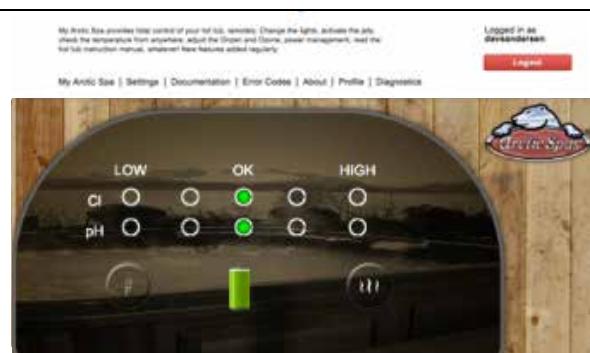 My Arctic Spa provides total control of your hot tub, remotely. Change the lights, activate the jets,
check the temperature from anywhere, adjust the Onzen and Ozone, power management, read the
hot tub instruction manual, whatever! New features added regularly.
Logged in as
davesandersen
Logout
My Arctic Spa | Settings | Documentation | Error Codes | About | Profile | Diagnostics
Arctic Spas
LOW OK HIGH
Cl
pH